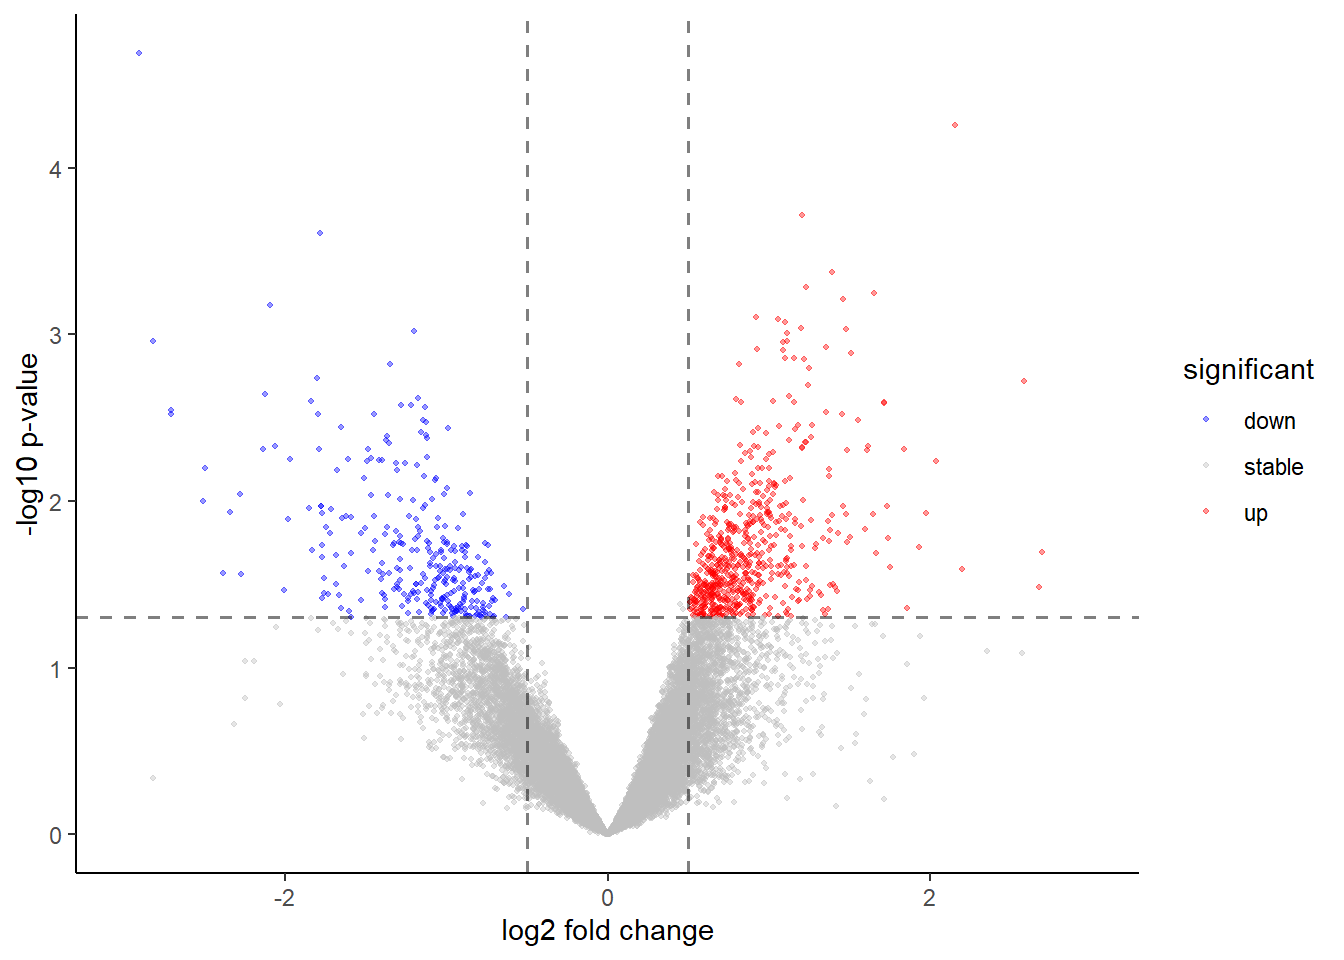 4
3
2
1
0
-2
0
2
log2 fold change
-log10 p-value
significant
down
stable
up